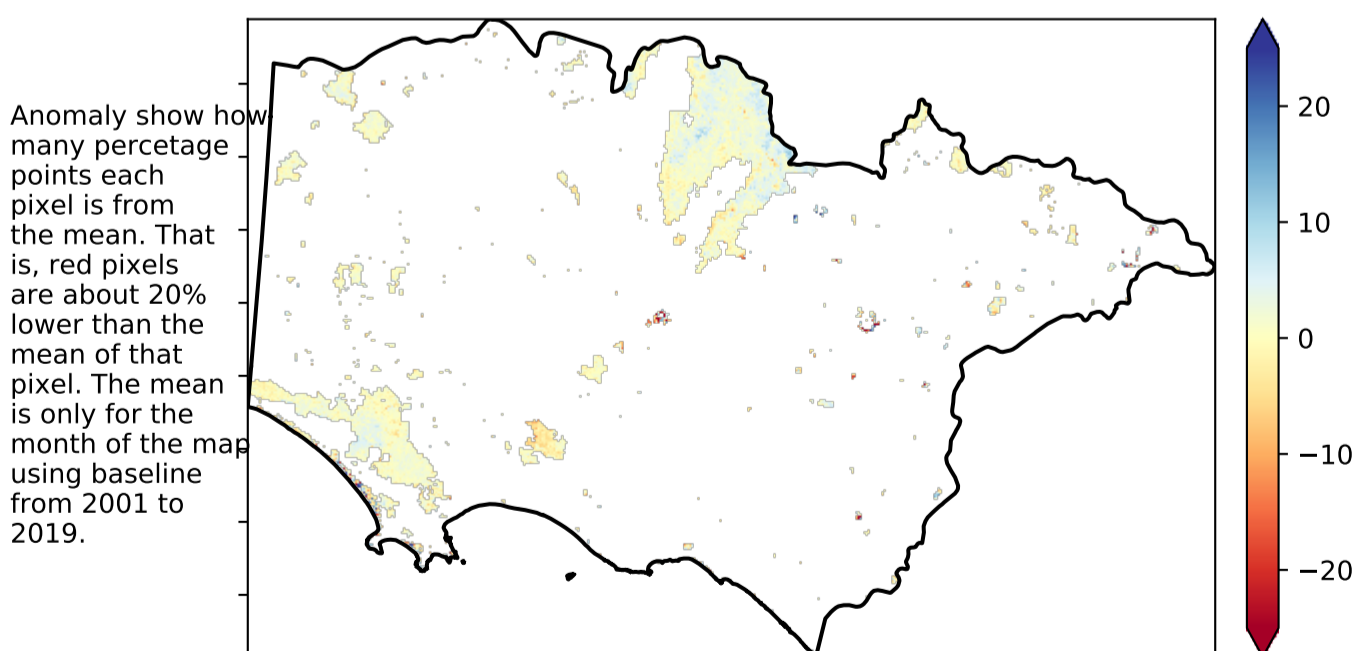 Anomaly show how
many percetage
points each
pixel is from
the mean. That
is, red pixels
are about 20%
lower than the
mean of that
pixel. The mean
is only for the
month of the map
using baseline
from 2001 to
2019.
20
10
0
−10
−20